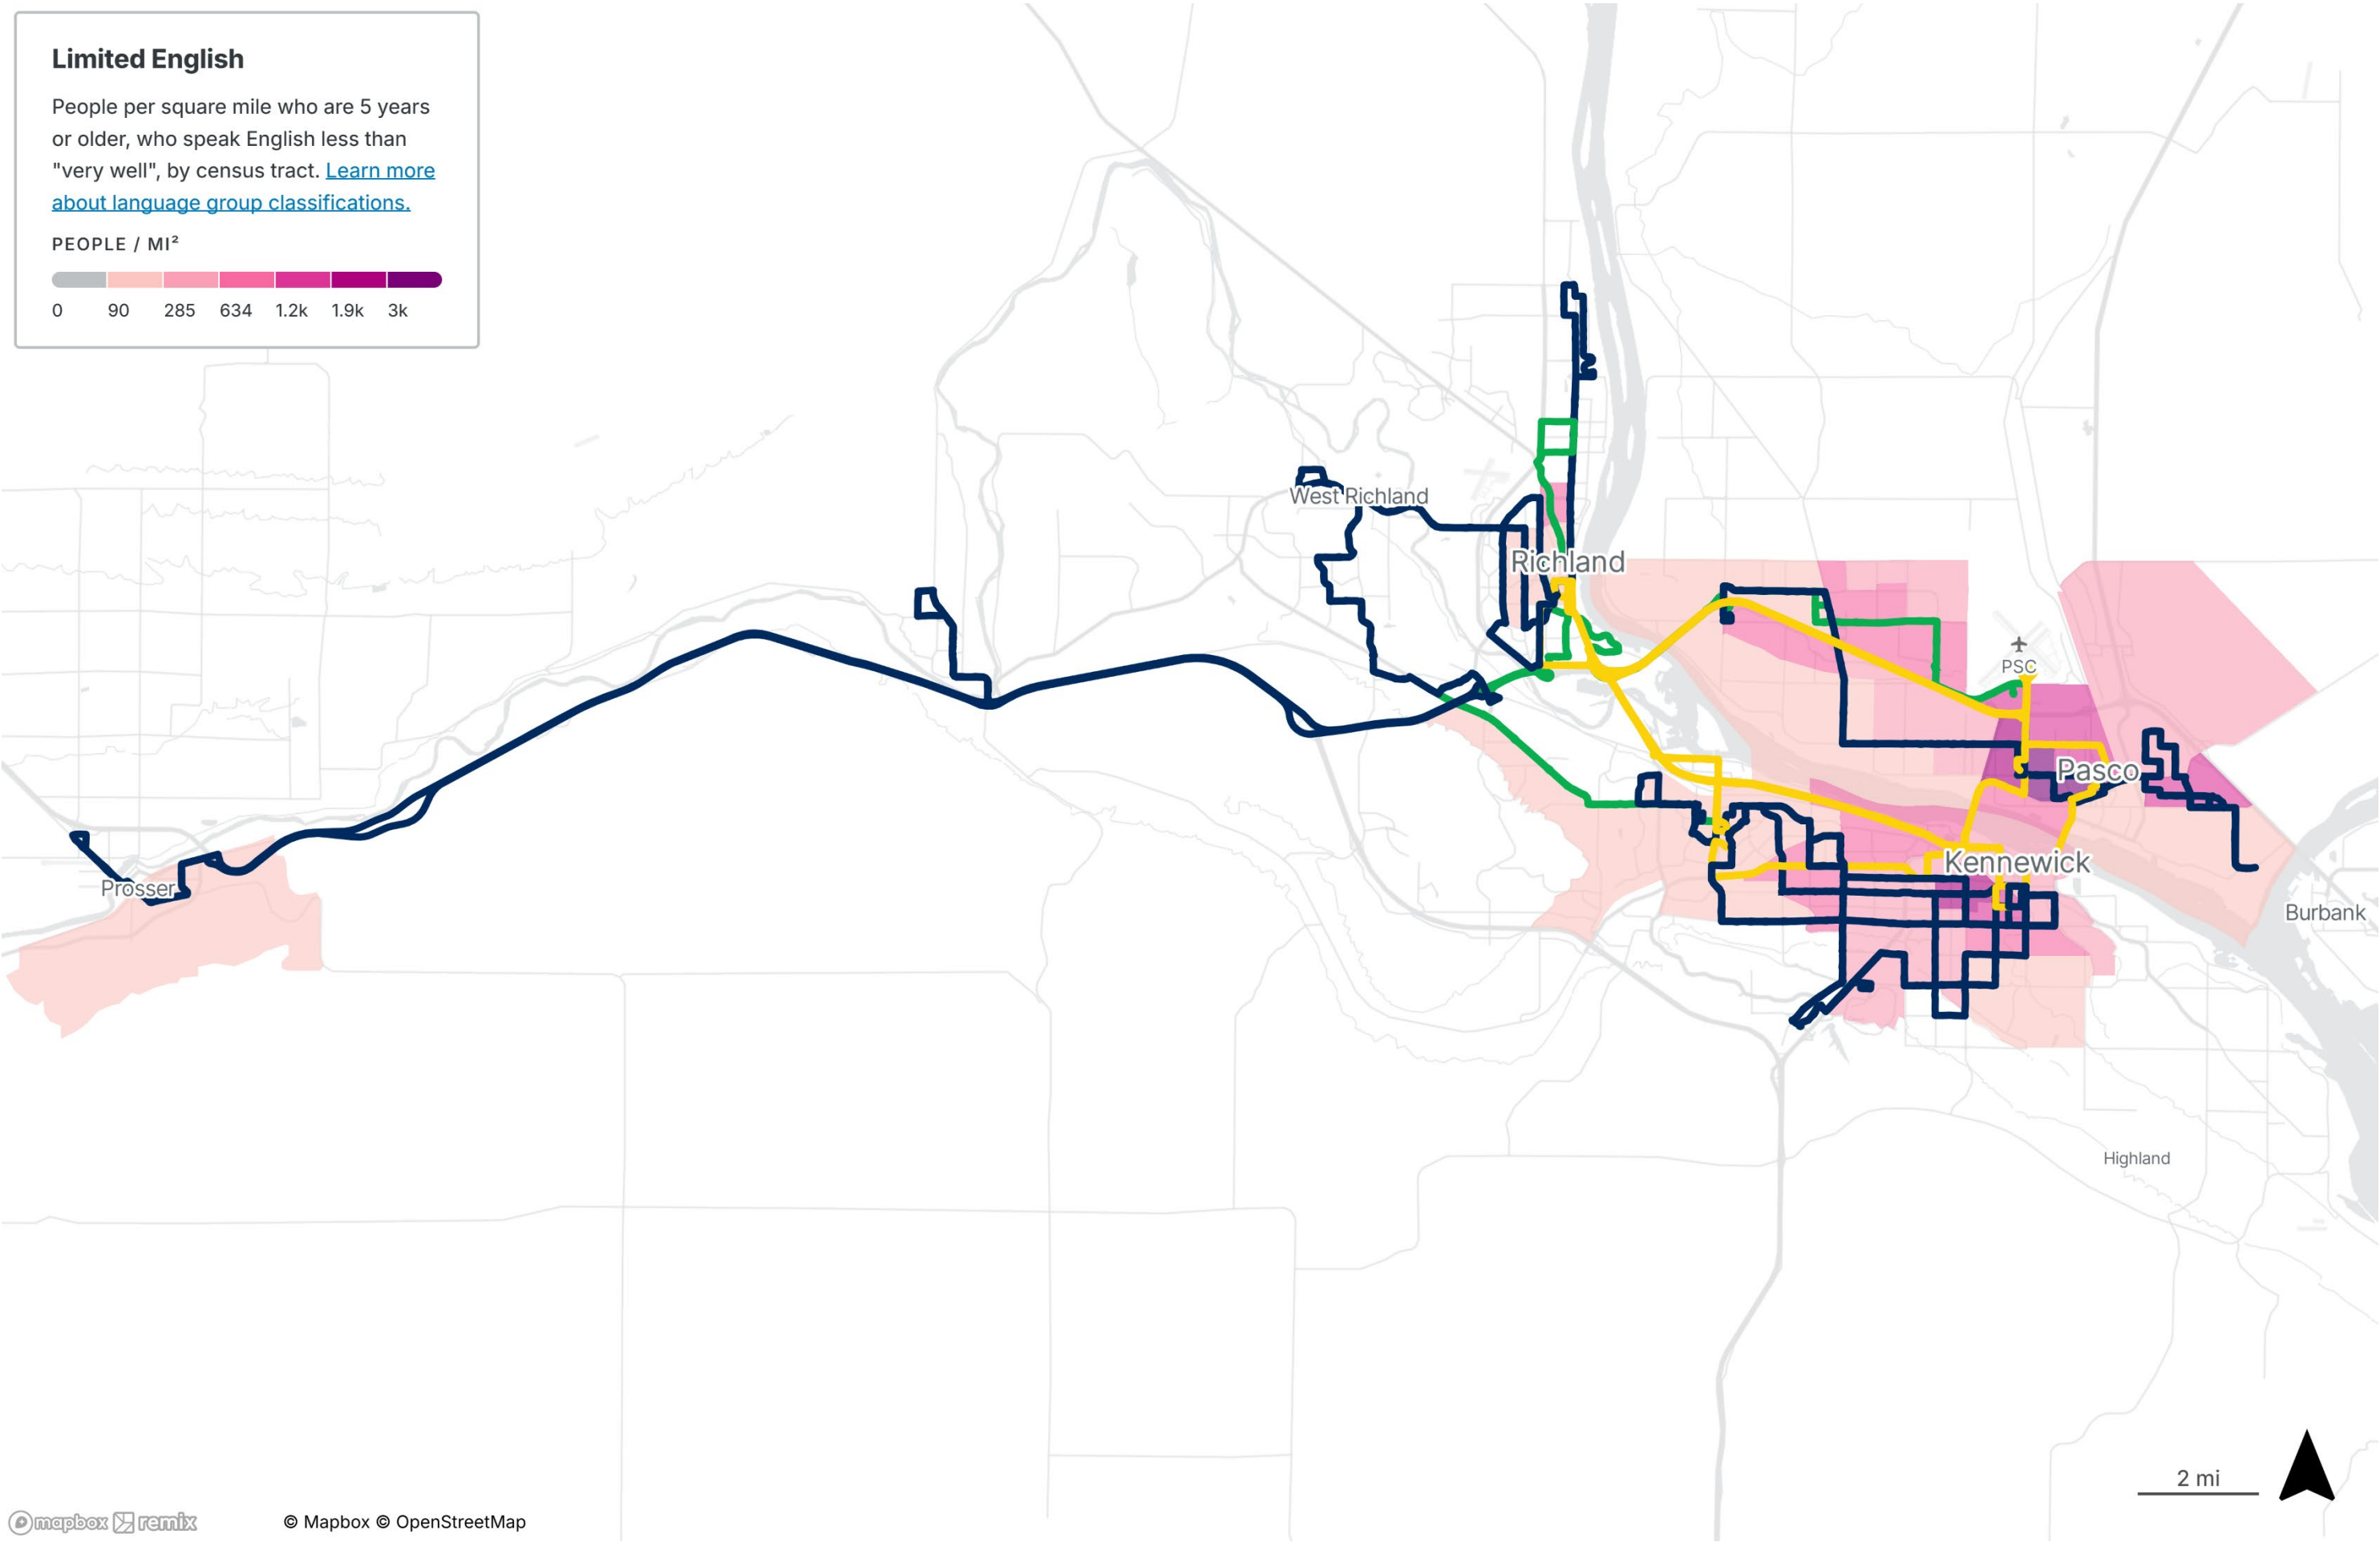 Limited English
People per square mile who are 5 years
or older, who speak English less than
"very well", by census tract. Learn more
about language group classifications.
PEOPLE / MI²
0 90 285 634 1.2k 1.9k 3k
West Richland
Richland
PSC
Pasco
Kennewick
Prosser
Burbank
Highland
2 mi
mapbox remix © Mapbox © OpenStreetMap